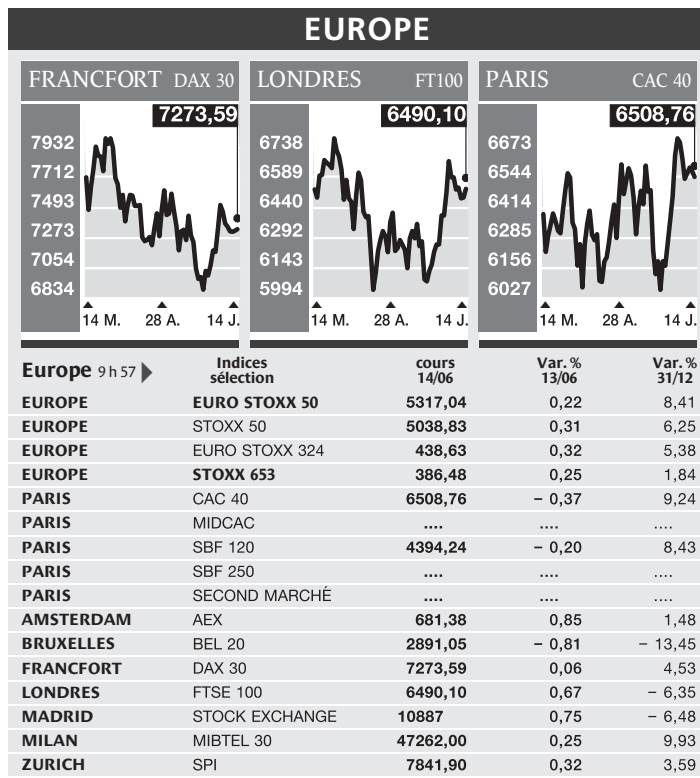 EUROPE
FRANCFORT DAX 30
7273,59
7932
7712
7493
7273
7054
6834
14 M. 28 A. 14 J.
LONDRES FT100
6490,10
6738
6589
6440
6292
6143
5994
14 M. 28 A. 14 J.
PARIS CAC 40
6508,76
6673
6544
6414
6285
6156
6027
14 M. 28 A. 14 J.
Europe 9 h 57 Indices sélection cours 14/06 Var. % 13/06 Var. % 31/12
EUROPE EURO STOXX 50 5317,04 0,22 8,41
EUROPE STOXX 50 5038,83 0,31 6,25
EUROPE EURO STOXX 324 438,63 0,32 5,38
EUROPE STOXX 653 386,48 0,25 1,84
PARIS CAC 40 6508,76 – 0,37 9,24
PARIS MIDCAC .... .... ....
PARIS SBF 120 4394,24 – 0,20 8,43
PARIS SBF 250 .... .... ....
PARIS SECOND MARCHÉ .... .... ....
AMSTERDAM AEX 681,38 0,85 1,48
BRUXELLES BEL 20 2891,05 – 0,81 – 13,45
FRANCFORT DAX 30 7273,59 0,06 4,53
LONDRES FTSE 100 6490,10 0,67 – 6,35
MADRID STOCK EXCHANGE 10887 0,75 – 6,48
MILAN MIBTEL 30 47262,00 0,25 9,93
ZURICH SPI 7841,90 0,32 3,59